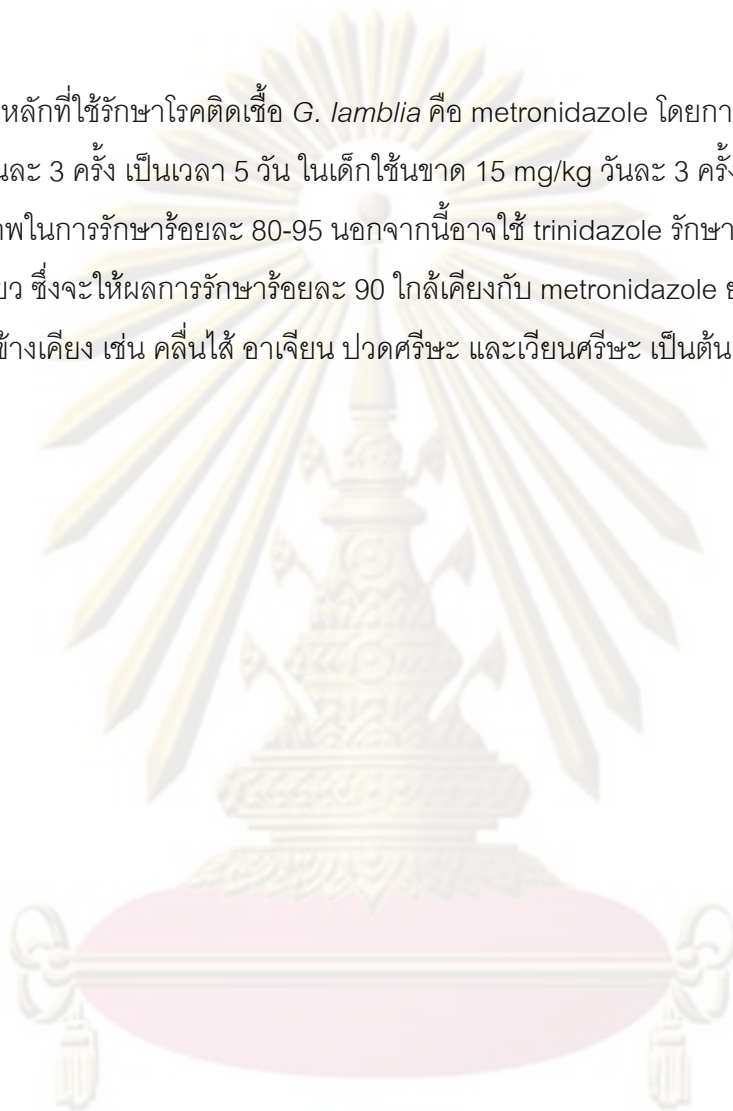 หลักที่ใช้รักษาโรคติดเชื้อ G. lamblia คือ metronidazole โดยกา
ละ 3 ครั้ง เป็นเวลา 5 วัน ในเด็กใช้นขาด 15 mg/kg วันละ 3 ครั้ง
พในการรักษาร้อยละ 80-95 นอกจากนี้อาจใช้ trinidazole รักษา
ยว ซึ่งจะให้ผลการรักษาร้อยละ 90 ใกล้เคียงกับ metronidazole
ข้างเคียง เช่น คลื่นไส้ อาเจียน ปวดศรีษะ และเวียนศรีษะ เป็นต้น